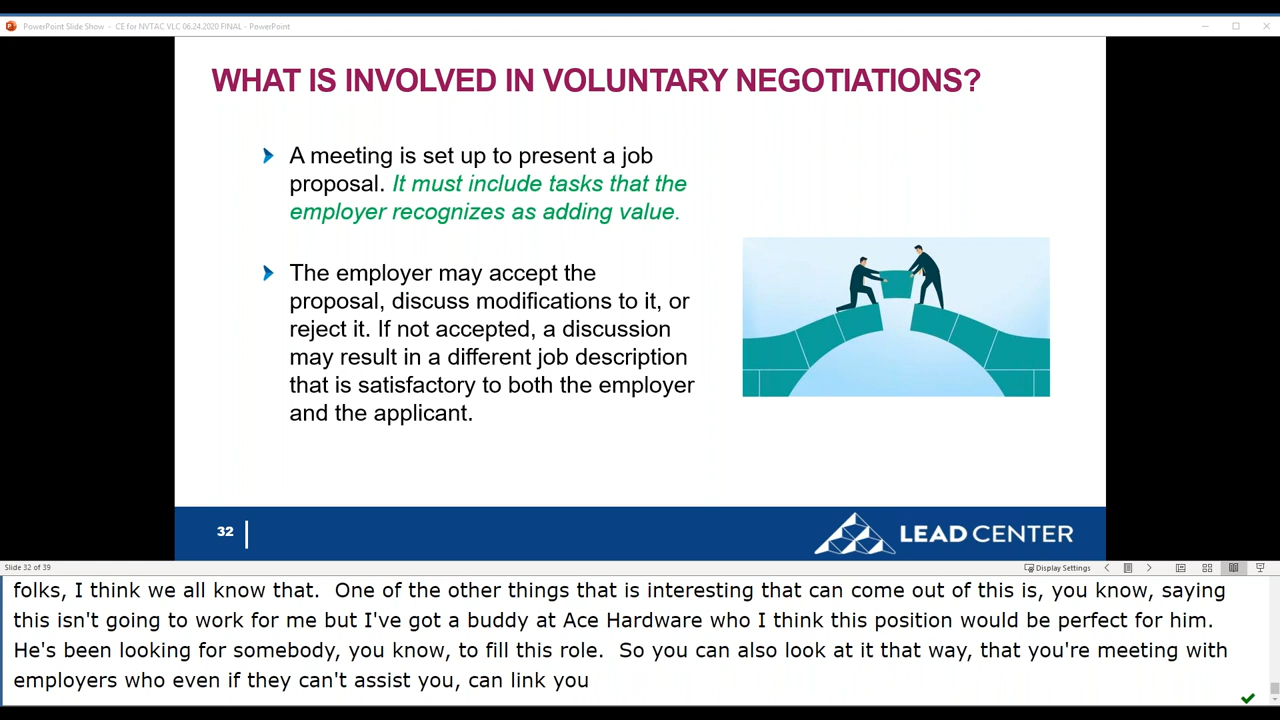 PowerPoint Slide Show - CE for NVTAC VLC 06.24.2020 FINAL - PowerPoint
WHAT IS INVOLVED IN VOLUNTARY NEGOTIATIONS?
A meeting is set up to present a job
proposal. It must include tasks that the
employer recognizes as adding value.
The employer may accept the
proposal, discuss modifications to it, or
reject it. If not accepted, a discussion
may result in a different job description
that is satisfactory to both the employer
and the applicant.
32
LEAD CENTER
Slide 32 of 39
Display Settings
folks, I think we all know that.  One of the other things that is interesting that can come out of this is, you know, saying
this isn't going to work for me but I've got a buddy at Ace Hardware who I think this position would be perfect for him.
He's been looking for somebody, you know, to fill this role.  So you can also look at it that way, that you're meeting with
employers who even if they can't assist you, can link you